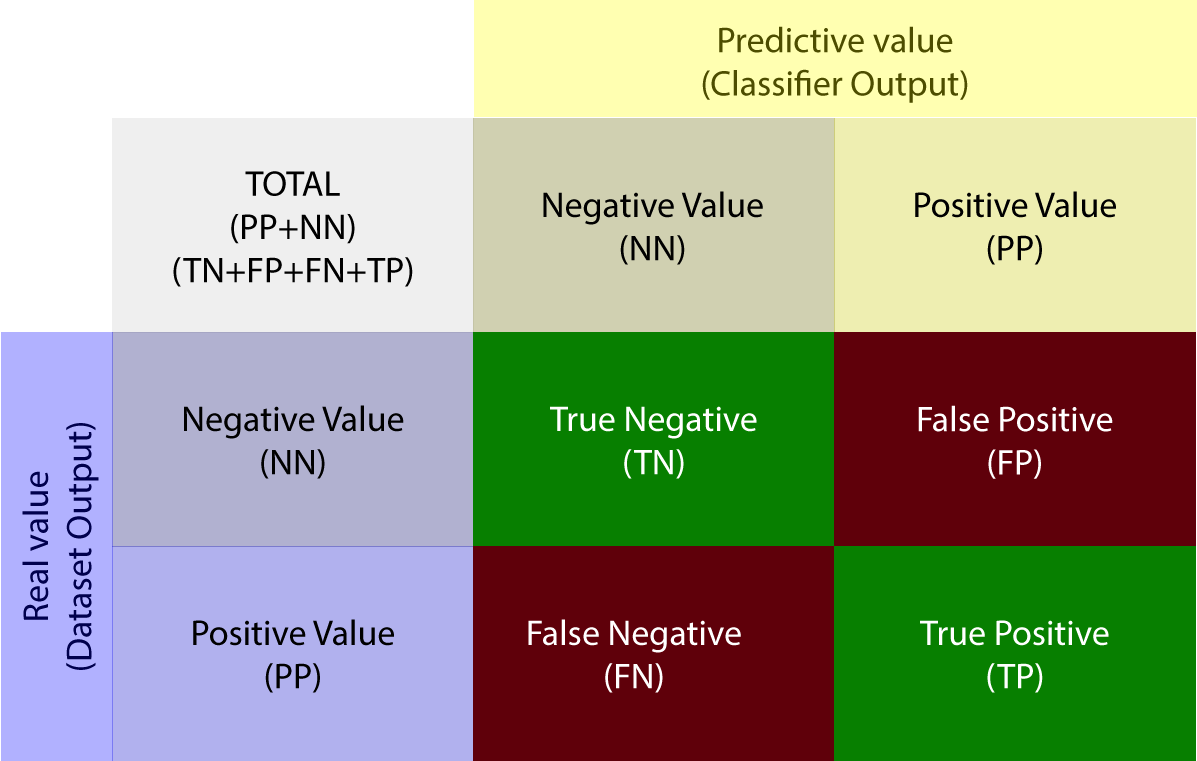 Predictive value
(Classifier Output)
TOTAL
(PP+NN)
(TN+FP+FN+TP)
Negative Value
(NN)
Positive Value
(PP)
Real value
(Dataset Output)
Negative Value
(NN)
True Negative
(TN)
False Positive
(FP)
Positive Value
(PP)
False Negative
(FN)
True Positive
(TP)